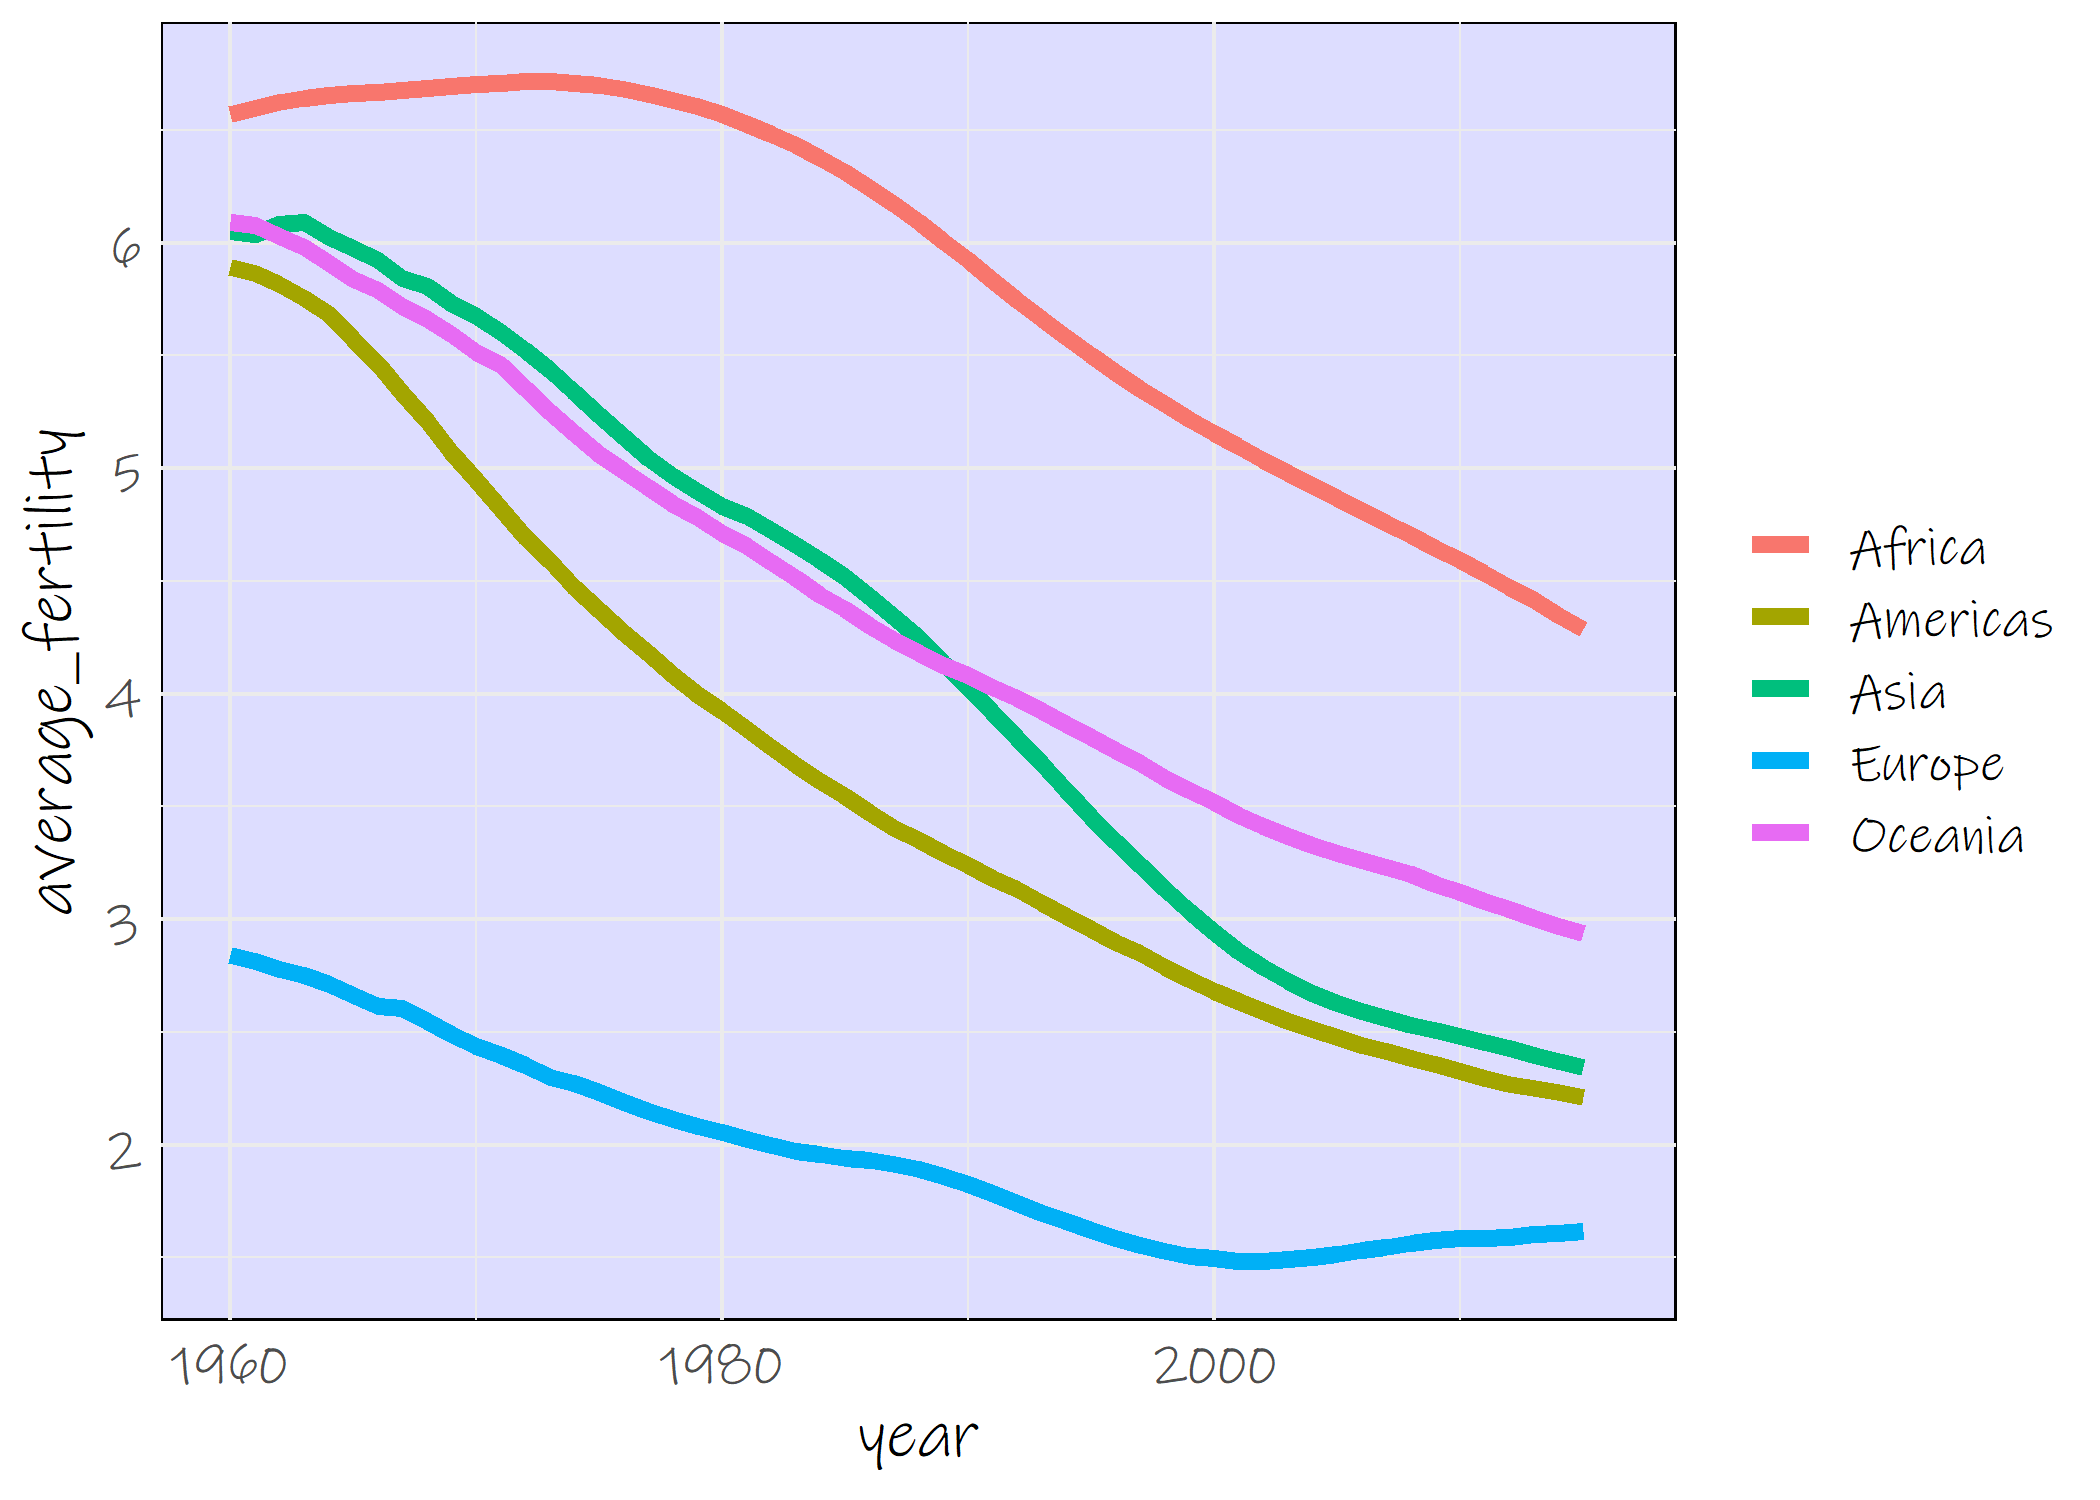 average_fertility
6
5
4
3
2
1960 1980 2000
year
Africa
Americas
Asia
Europe
Oceania